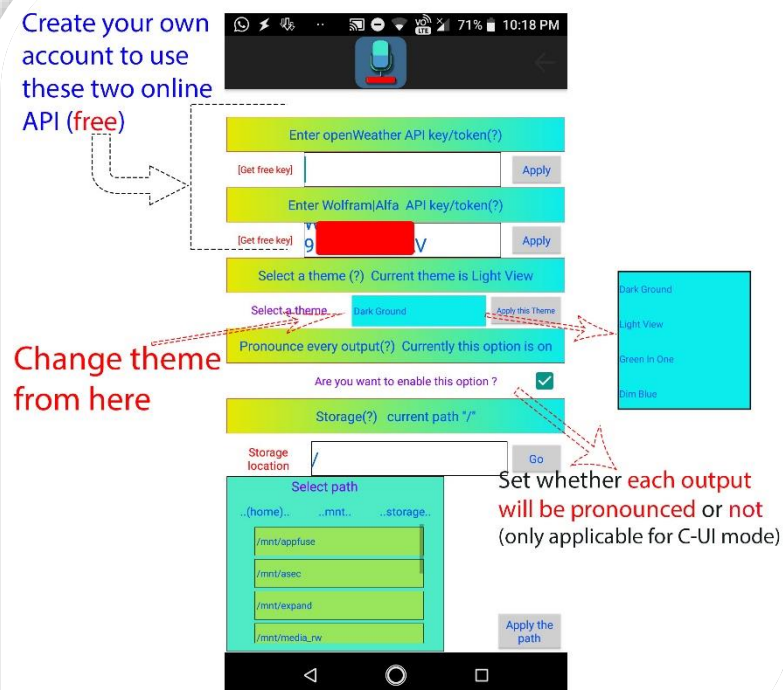 Create your own
account to use
these two online
API (free)
VO))
LTE
71%
10:18 PM
Enter openWeather API key/token(?)
[Get free key]
Apply
Enter Wolfram|Alfa API key/token(?)
[Get free key]
9
V
Apply
Select a theme (?) Current theme is Light View
Select a theme
Dark Ground
Apply this Theme
Dark Ground
Light View
Green In One
Dim Blue
Change theme
from here
Pronounce every output(?) Currently this option is on
Are you want to enable this option ?
Storage(?) current path "/"
Storage
location
/
Go
Set whether each output
will be pronounced or not
(only applicable for C-UI mode)
Select path
..(home)..
..mnt..
..storage..
/mnt/appfuse
/mnt/asec
/mnt/expand
/mnt/media_rw
Apply the
path